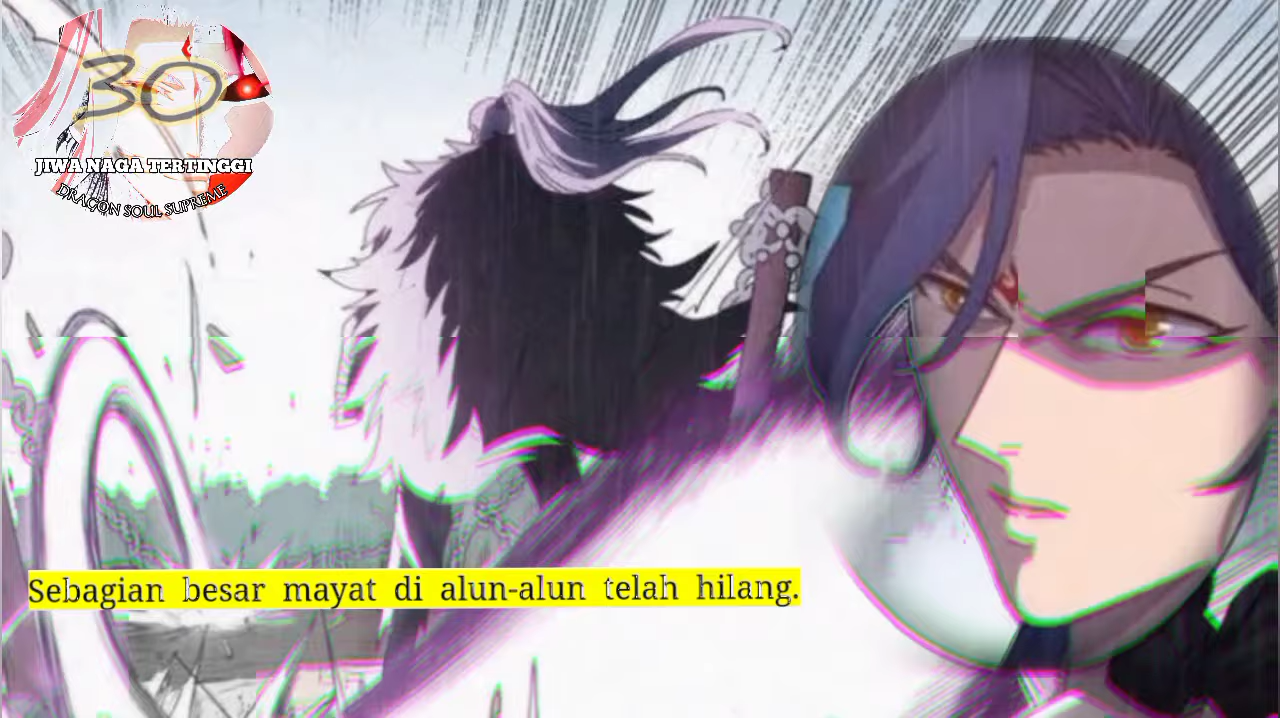 30
JIWA NAGA TERTINGGI
DRAGON SOUL SUPREME
Sebagian besar mayat di alun-alun telah hilang.